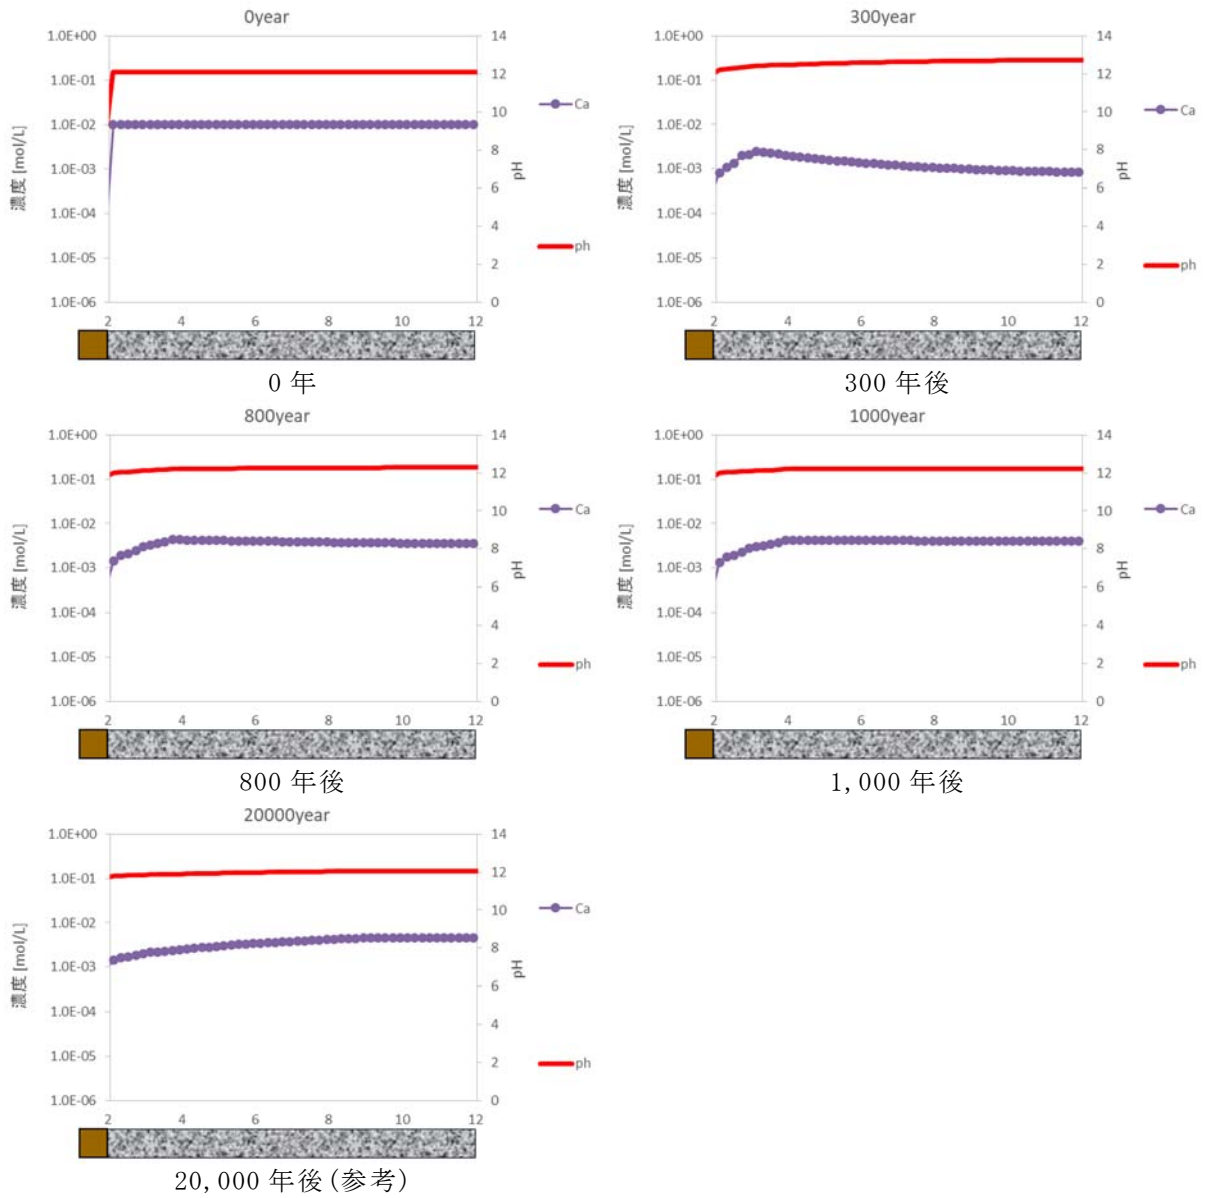 0year
1.0E+00
1.0E-01
1.0E-02
1.0E-03
1.0E-04
1.0E-05
1.0E-06
濃度 [mol/L]
14
12
10
8
6
4
2
0
pH
Ca
ph
2 4 6 8 10 12
0 年
300year
1.0E+00
1.0E-01
1.0E-02
1.0E-03
1.0E-04
1.0E-05
1.0E-06
濃度 [mol/L]
14
12
10
8
6
4
2
0
pH
Ca
ph
2 4 6 8 10 12
300 年後
800year
1.0E+00
1.0E-01
1.0E-02
1.0E-03
1.0E-04
1.0E-05
1.0E-06
濃度 [mol/L]
14
12
10
8
6
4
2
0
pH
Ca
ph
2 4 6 8 10 12
800 年後
1000year
1.0E+00
1.0E-01
1.0E-02
1.0E-03
1.0E-04
1.0E-05
1.0E-06
濃度 [mol/L]
14
12
10
8
6
4
2
0
pH
Ca
ph
2 4 6 8 10 12
1,000 年後
20000year
1.0E+00
1.0E-01
1.0E-02
1.0E-03
1.0E-04
1.0E-05
1.0E-06
濃度 [mol/L]
14
12
10
8
6
4
2
0
pH
Ca
ph
2 4 6 8 10 12
20,000 年後(参考)